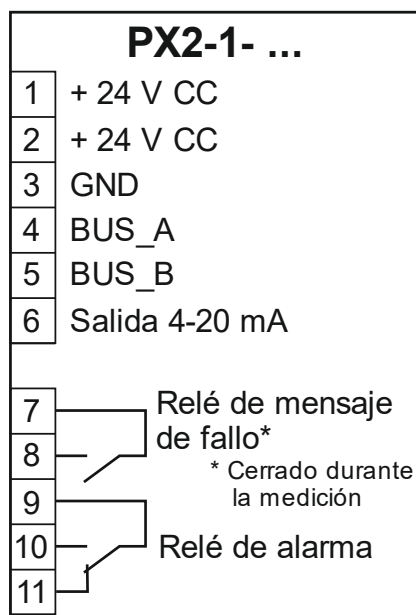 PX2-1- ...
1 + 24 V CC
2 + 24 V CC
3 GND
4 BUS_A
5 BUS_B
6 Salida 4-20 mA
7 Relé de mensaje
8 de fallo*
* Cerrado durante
la medición
9
10 Relé de alarma
11